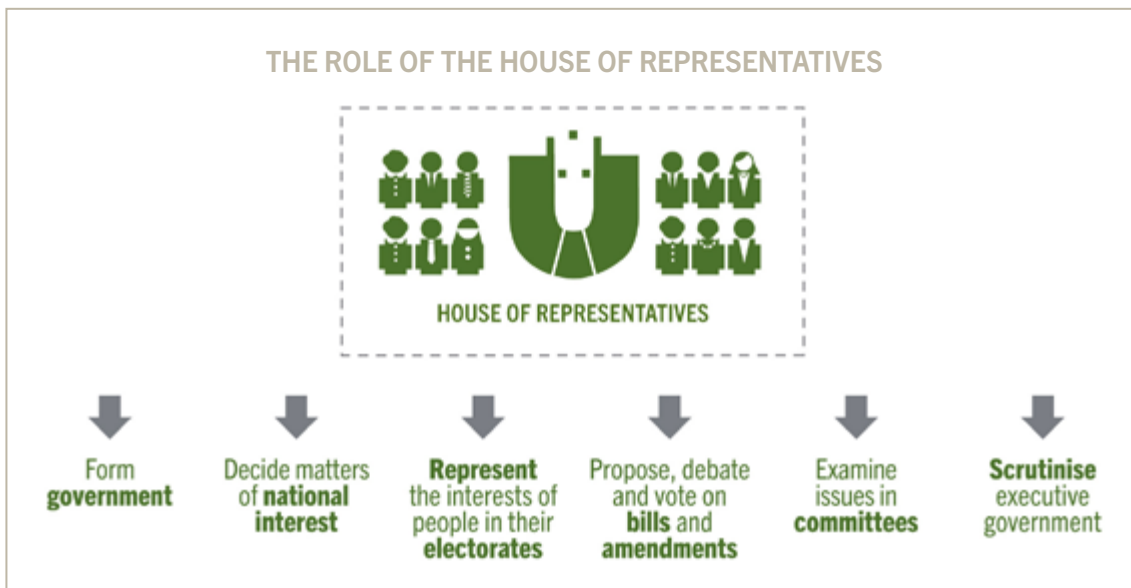 THE ROLE OF THE HOUSE OF REPRESENTATIVES
HOUSE OF REPRESENTATIVES
Form
government
Decide matters
of national
interest
Represent
the interests of
people in their
electorates
Propose, debate
and vote on
bills and
amendments
Examine
issues in
committees
Scrutinise
executive
government